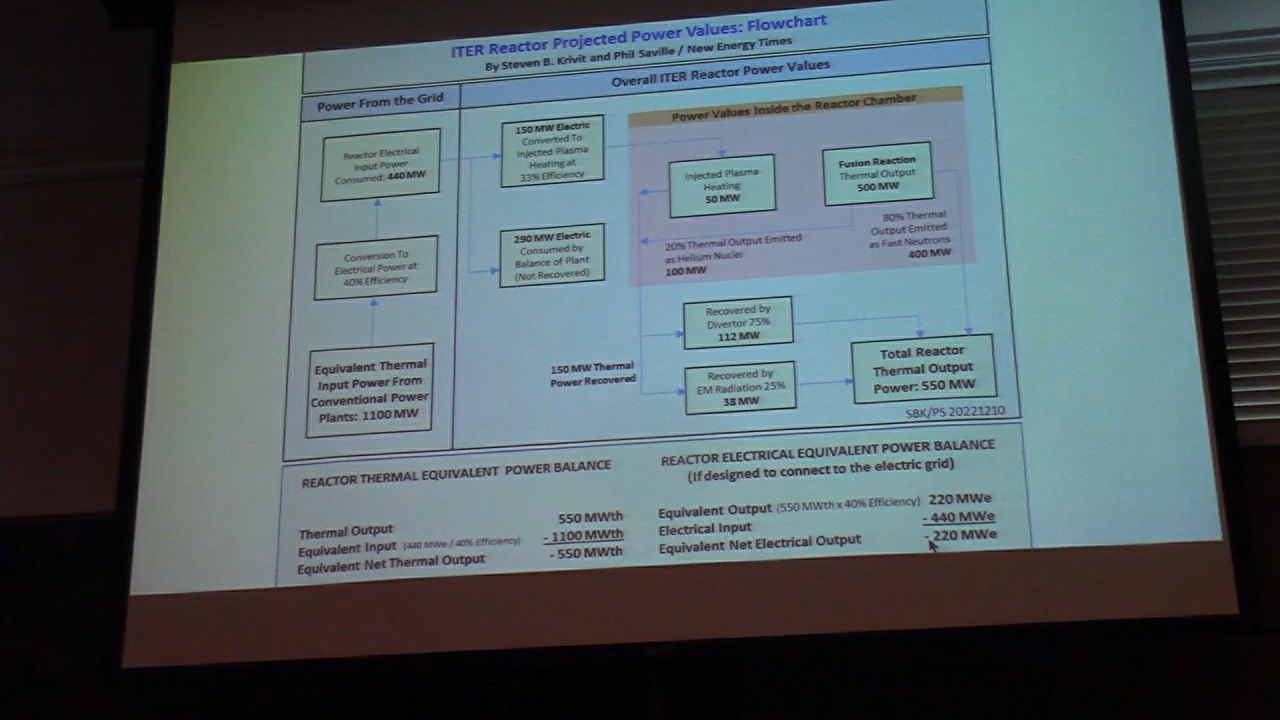 ITER Reactor Projected Power Values: Flowchart
By Steven B. Krivit and Phil Saville / New Energy Times
Power From the Grid
Overall ITER Reactor Power Values
Reactor Electrical
Input Power
Consumed: 440 MW
Conversion To
Electrical Power at
40% Efficiency
Equivalent Thermal
Input Power From
Conventional Power
Plants: 1100 MW
150 MW Electric
Converted To
Injected Plasma
Heating at
33% Efficiency
290 MW Electric
Consumed by
Balance of Plant
(Not Recovered)
Power Values Inside the Reactor Chamber
Injected Plasma
Heating
50 MW
Fusion Reaction
Thermal Output
500 MW
20% Thermal Output Emitted
as Helium Nuclei
100 MW
80% Thermal
Output Emitted
as Fast Neutrons
400 MW
150 MW Thermal
Power Recovered
Recovered by
Divertor 75%
112 MW
Recovered by
EM Radiation 25%
38 MW
Total Reactor
Thermal Output
Power: 550 MW
SBK/PS 20221210
REACTOR THERMAL EQUIVALENT POWER BALANCE
Thermal Output 550 MWth
Equivalent Input (440 MWe / 40% Efficiency) - 1100 MWth
Equivalent Net Thermal Output - 550 MWth
REACTOR ELECTRICAL EQUIVALENT POWER BALANCE
(If designed to connect to the electric grid)
Equivalent Output (550 MWth x 40% Efficiency) 220 MWe
Electrical Input - 440 MWe
Equivalent Net Electrical Output - 220 MWe